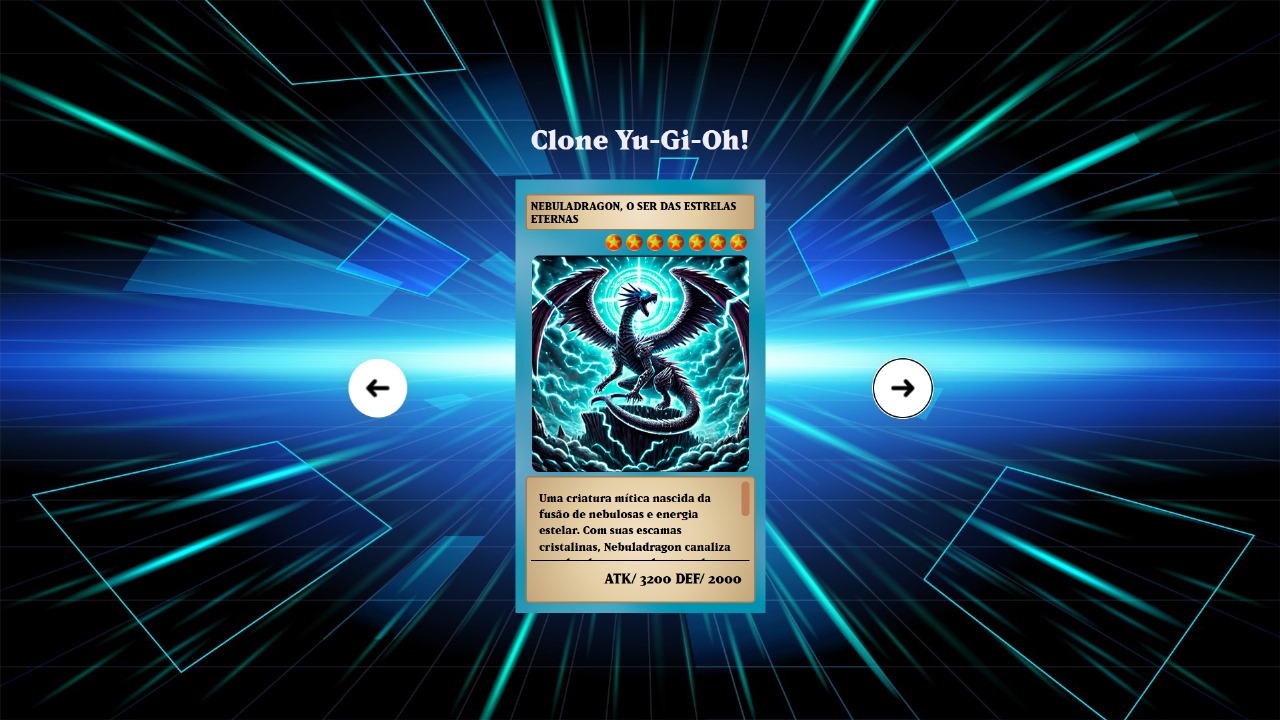 Clone Yu-Gi-Oh!
NEBULADRAGON, O SER DAS ESTRELAS
ETERNAS
Uma criatura mítica nascida da
fusão de nebulosas e energia
estelar. Com suas escamas
cristalinas, Nebuladragon canaliza
ATK/ 3200 DEF/ 2000